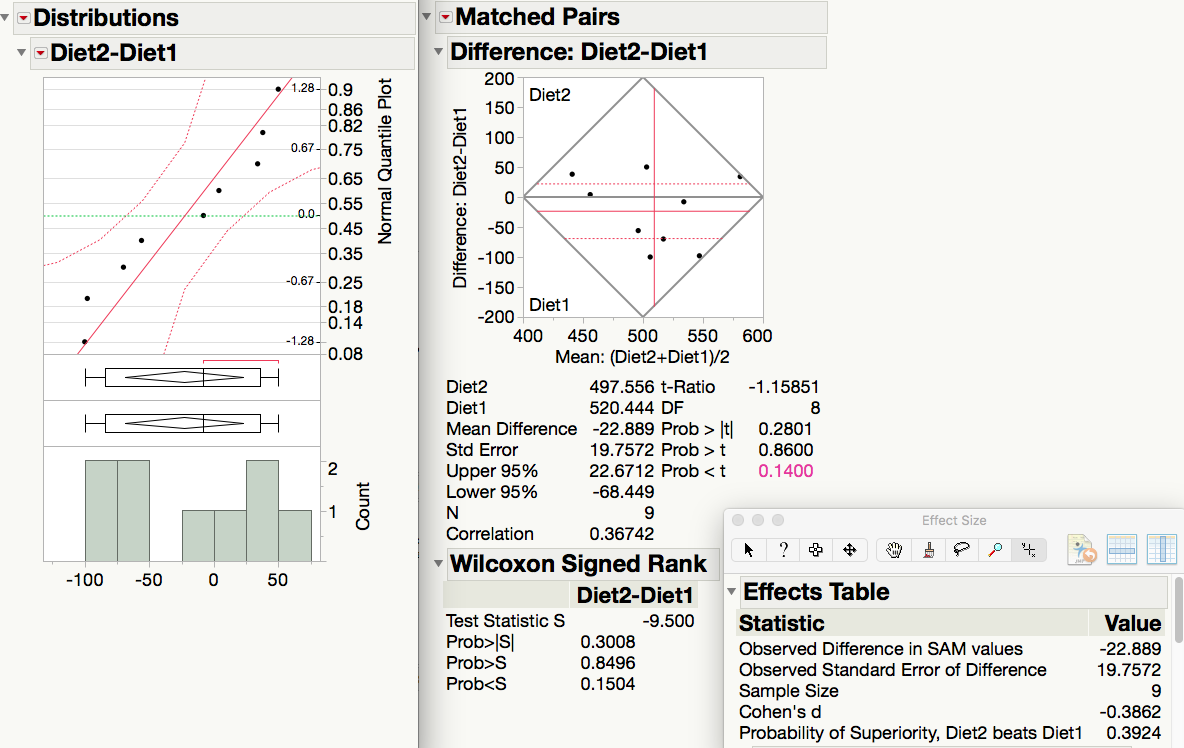 Distributions
Diet2-Diet1
1.28
0.9
0.86
0.82
0.67
0.75
0.65
0.55
0.0
0.45
0.35
-0.67
0.25
0.18
0.14
-1.28
0.08
Normal Quantile Plot
2
1
Count
-100 -50 0 50
Matched Pairs
Difference: Diet2-Diet1
Difference: Diet2-Diet1
200
150
100
50
0
-50
-100
-150
-200
Diet2
Diet1
400 450 500 550 600
Mean: (Diet2+Diet1)/2
Diet2 497.556 t-Ratio -1.15851
Diet1 520.444 DF 8
Mean Difference -22.889 Prob > |t| 0.2801
Std Error 19.7572 Prob > t 0.8600
Upper 95% 22.6712 Prob < t 0.1400
Lower 95% -68.449
N 9
Correlation 0.36742
Wilcoxon Signed Rank
Diet2-Diet1
Test Statistic S -9.500
Prob>|S| 0.3008
Prob>S 0.8496
Prob<S 0.1504
Effect Size
Effects Table
Statistic Value
Observed Difference in SAM values -22.889
Observed Standard Error of Difference 19.7572
Sample Size 9
Cohen's d -0.3862
Probability of Superiority, Diet2 beats Diet1 0.3924